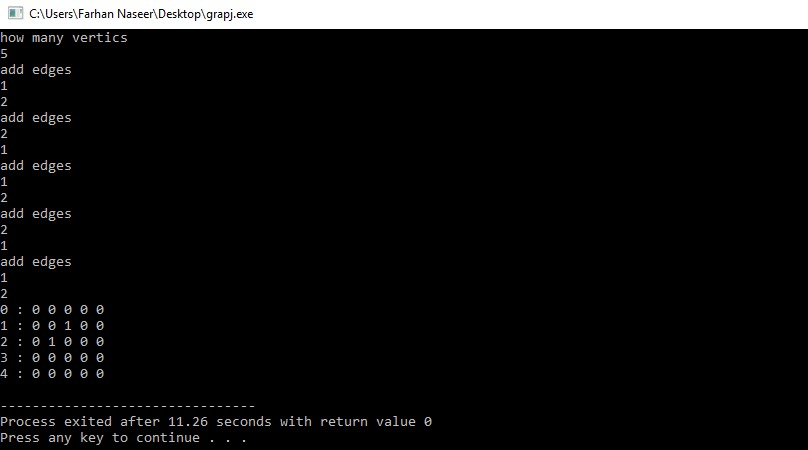 C:\Users\Farhan Naseer\Desktop\grapj.exe
how many vertics
5
add edges
1
2
add edges
2
1
add edges
1
2
add edges
2
1
add edges
1
2
0 : 0 0 0 0 0
1 : 0 0 1 0 0
2 : 0 1 0 0 0
3 : 0 0 0 0 0
4 : 0 0 0 0 0
--------------------------------
Process exited after 11.26 seconds with return value 0
Press any key to continue . . .